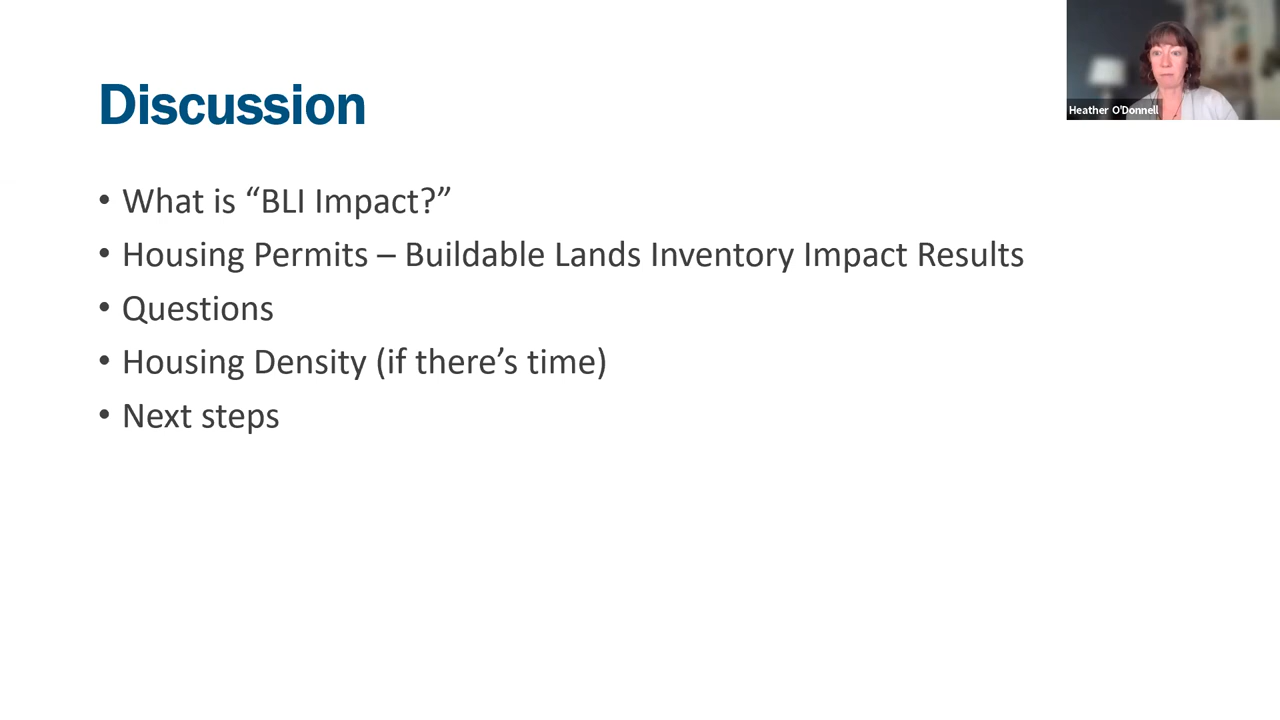 Discussion
• What is “BLI Impact?”
• Housing Permits – Buildable Lands Inventory Impact Results
• Questions
• Housing Density (if there’s time)
• Next steps
Heather O'Donnell